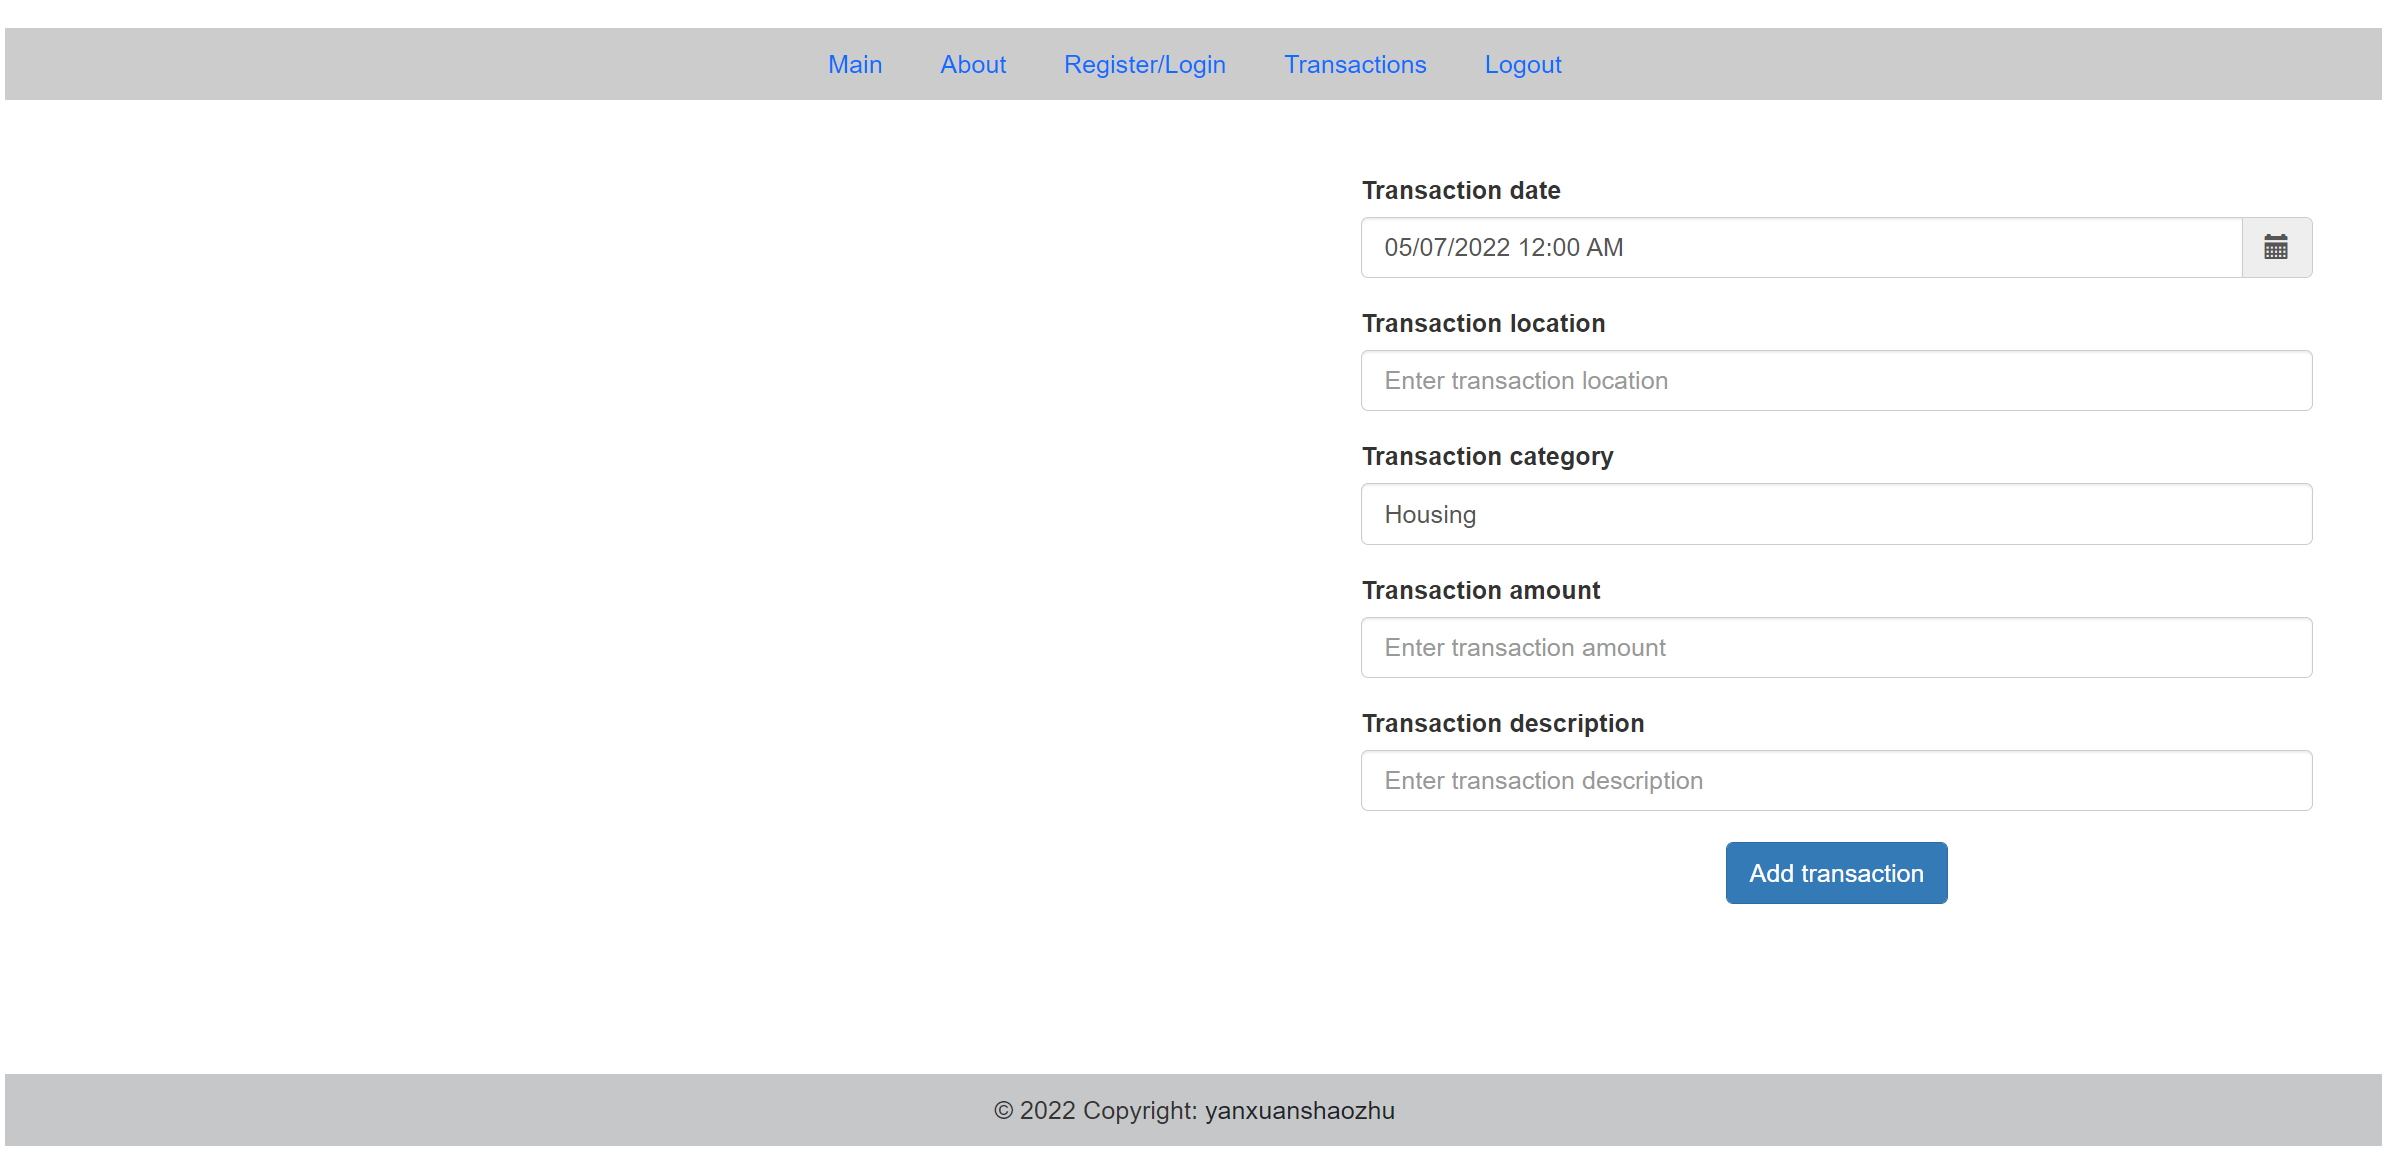 Main About Register/Login Transactions Logout
Transaction date
05/07/2022 12:00 AM
Transaction location
Enter transaction location
Transaction category
Housing
Transaction amount
Enter transaction amount
Transaction description
Enter transaction description
Add transaction
© 2022 Copyright: yanxuanshaozhu